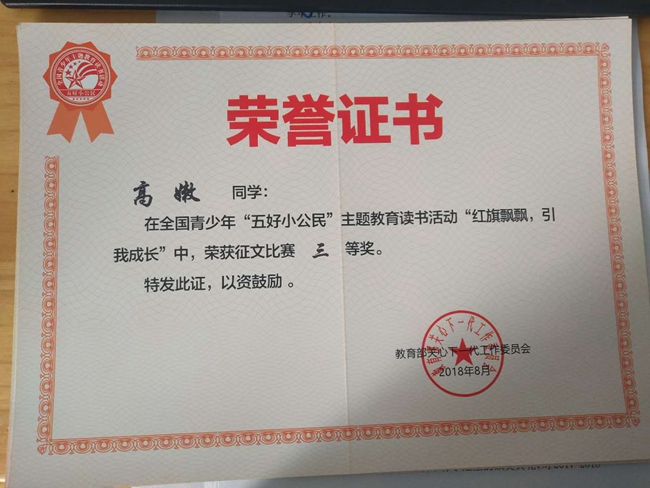 荣誉证书
高嫩 同学：
在全国青少年“五好小公民”主题教育读书活动“红旗飘飘，引
我成长”中，荣获征文比赛 三 等奖。
特发此证，以资鼓励。
教育部关心下一代工作委员会
2018年8月